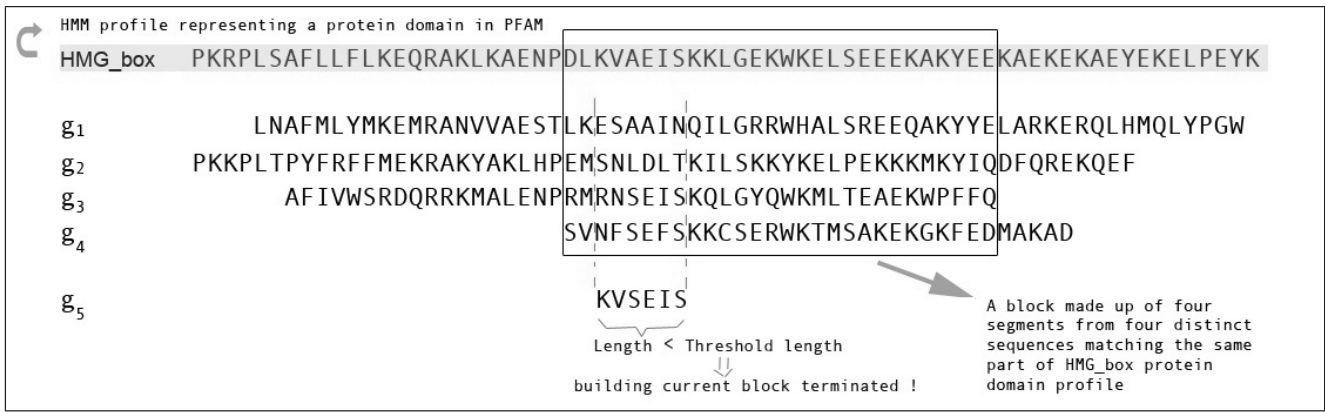 HMM profile representing a protein domain in PFAM
HMG_box PKRPLSAFLLFLKEQRAKLKAENPDLKVAEISKKLGEKWKELSEEEKAKYEEKAEKEKAEYEKELPEYK
g1 LNAFMLYMKEMRANVVAESTLKESAAINQILGRRWHALSREEQAKYYELARKERQLHMQLYPGW
g2 PKKPLTPYFRFFMEKRAKYAKLHPEMSNLDLTKILSKKYKELPEKKKMKYIQDFQREKQEF
g3 AFIVWSRDQRRKMALENPRMRNSEISKQLGYQWKMLTEAEKWPFFQ
g4 SVNFSEFSKKCSERWKTMSAKEKGKFEDMAKAD
g5 KVSEIS
Length < Threshold length
building current block terminated !
A block made up of four
segments from four distinct
sequences matching the same
part of HMG_box protein
domain profile